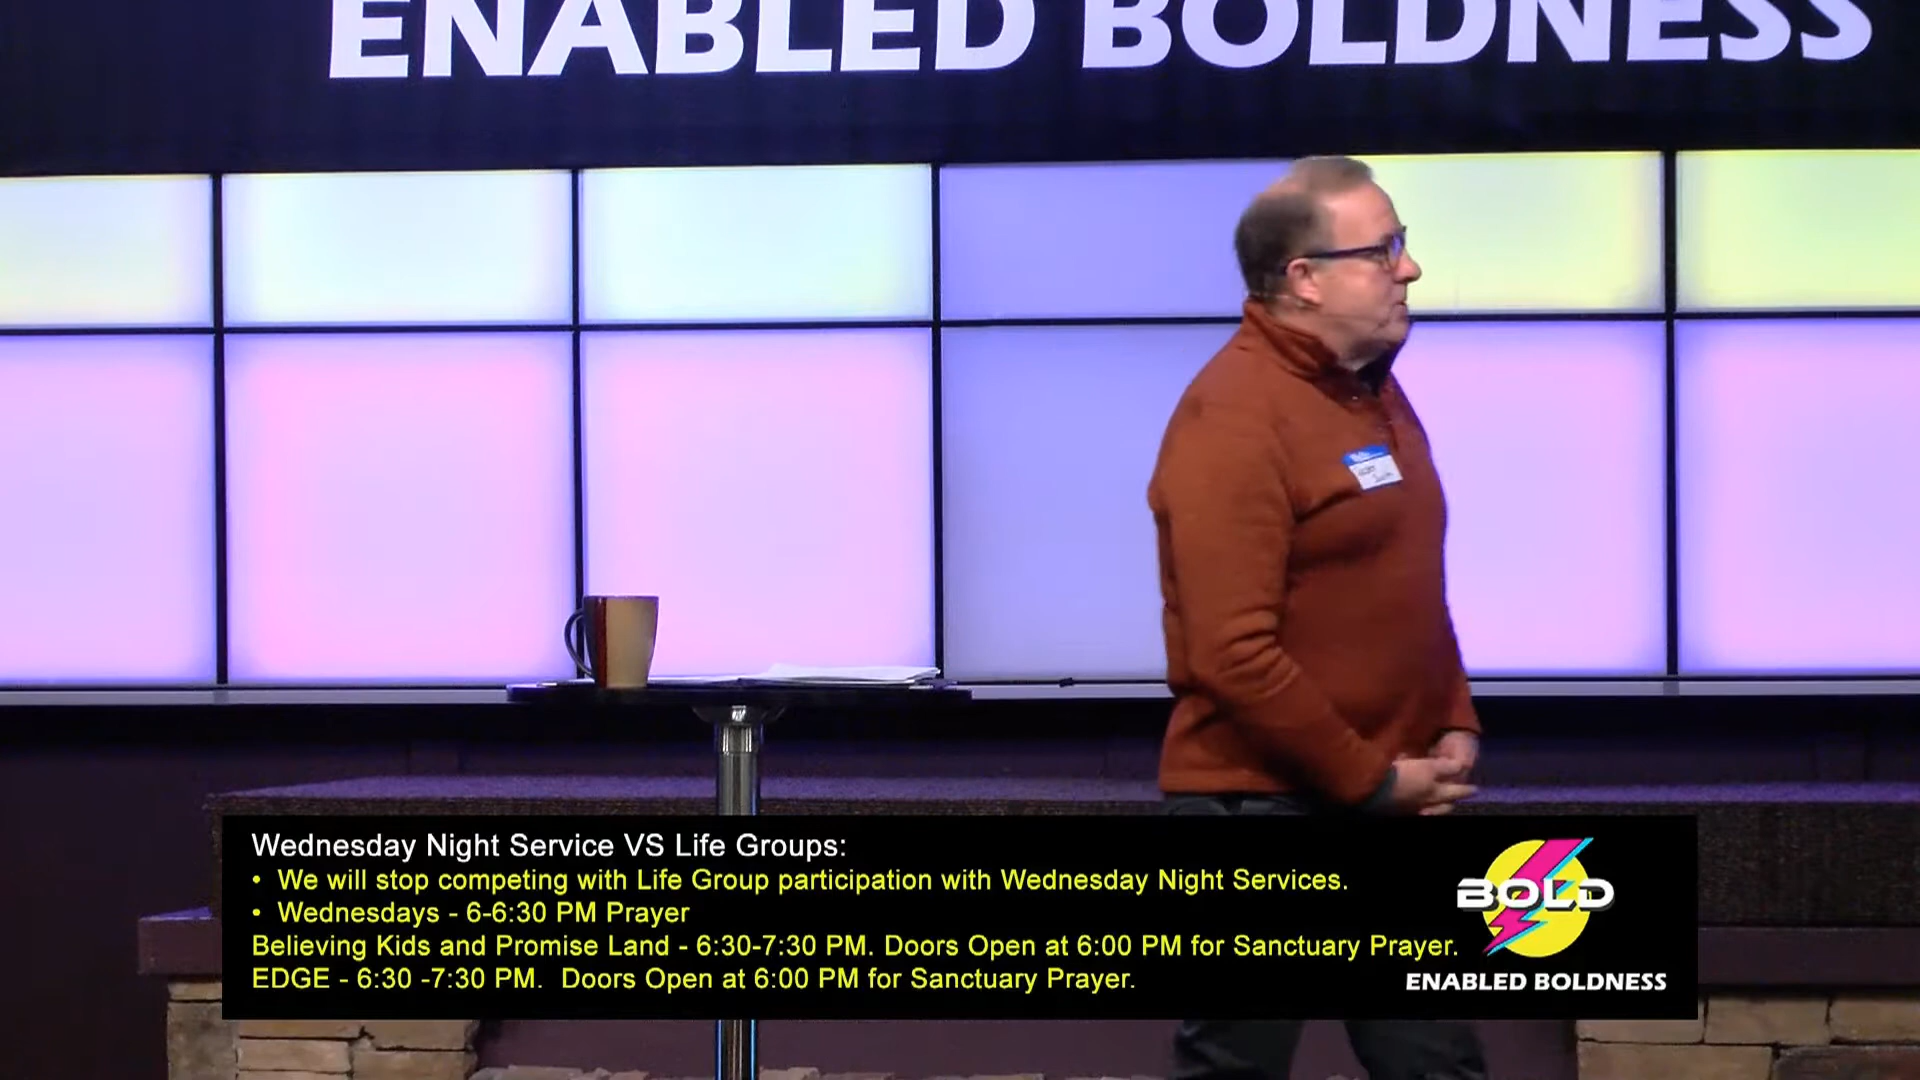 ENABLED BOLDNESS
Wednesday Night Service VS Life Groups:
• We will stop competing with Life Group participation with Wednesday Night Services.
• Wednesdays - 6-6:30 PM Prayer
Believing Kids and Promise Land - 6:30-7:30 PM. Doors Open at 6:00 PM for Sanctuary Prayer.
EDGE - 6:30 -7:30 PM.  Doors Open at 6:00 PM for Sanctuary Prayer.
BOLD
ENABLED BOLDNESS